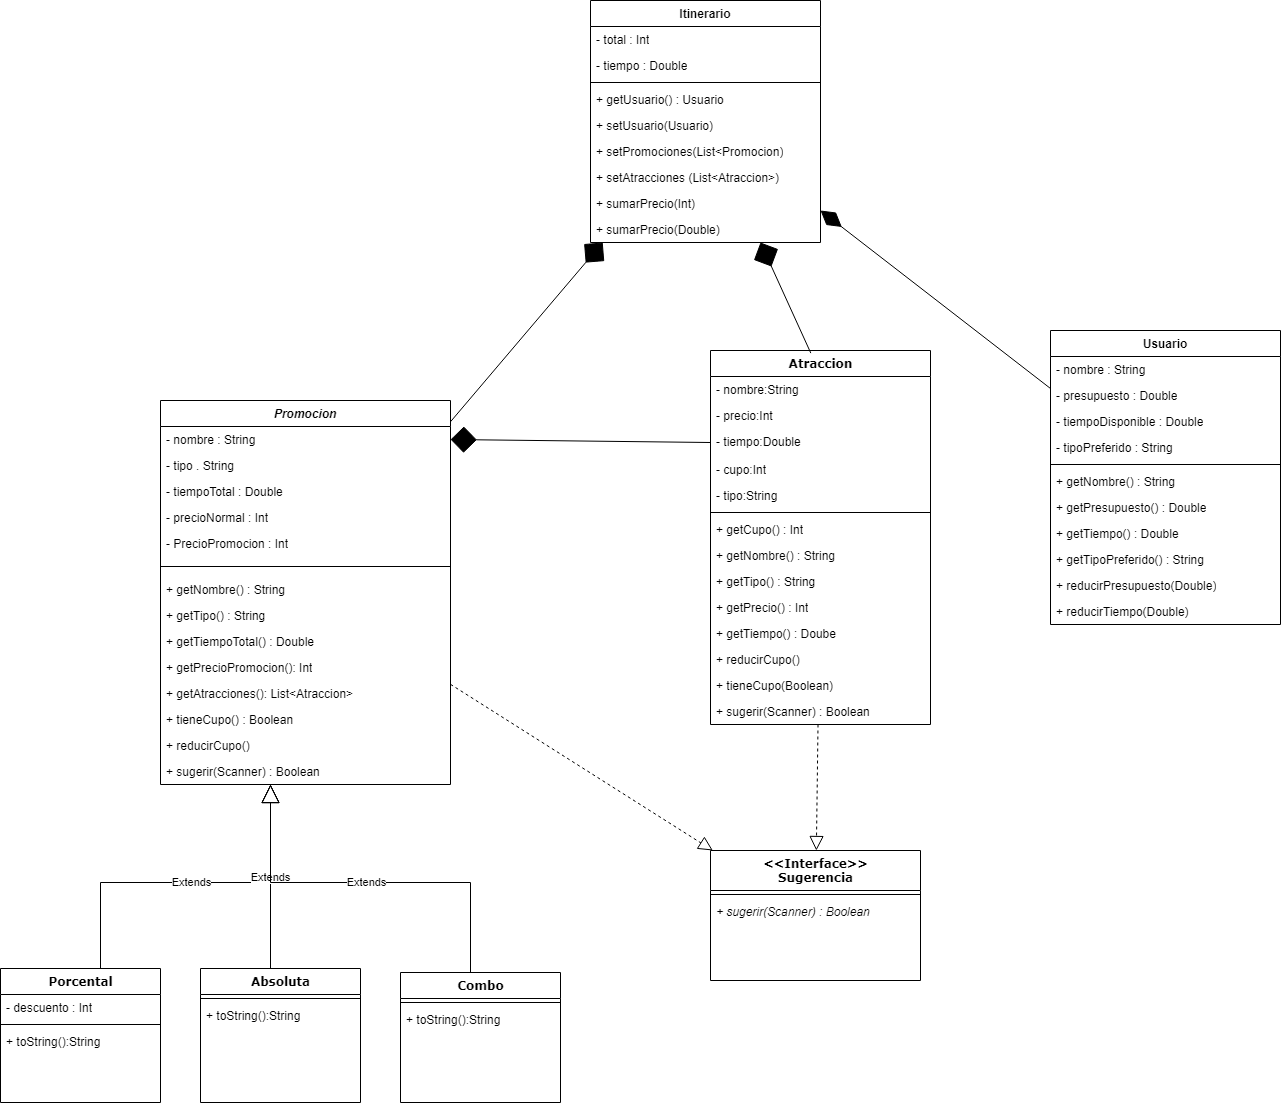 Itinerario
- total : Int
- tiempo : Double
+ getUsuario() : Usuario
+ setUsuario(Usuario)
+ setPromociones(List<Promocion)
+ setAtracciones (List<Atraccion>)
+ sumarPrecio(Int)
+ sumarPrecio(Double)
Promocion
- nombre : String
- tipo . String
- tiempoTotal : Double
- precioNormal : Int
- PrecioPromocion : Int
+ getNombre() : String
+ getTipo() : String
+ getTiempoTotal() : Double
+ getPrecioPromocion(): Int
+ getAtracciones(): List<Atraccion>
+ tieneCupo() : Boolean
+ reducirCupo()
+ sugerir(Scanner) : Boolean
Atraccion
- nombre:String
- precio:Int
- tiempo:Double
- cupo:Int
- tipo:String
+ getCupo() : Int
+ getNombre() : String
+ getTipo() : String
+ getPrecio() : Int
+ getTiempo() : Doube
+ reducirCupo()
+ tieneCupo(Boolean)
+ sugerir(Scanner) : Boolean
Usuario
- nombre : String
- presupuesto : Double
- tiempoDisponible : Double
- tipoPreferido : String
+ getNombre() : String
+ getPresupuesto() : Double
+ getTiempo() : Double
+ getTipoPreferido() : String
+ reducirPresupuesto(Double)
+ reducirTiempo(Double)
<<Interface>>
Sugerencia
+ sugerir(Scanner) : Boolean
Extends
Extends
Extends
Porcental
- descuento : Int
+ toString():String
Absoluta
+ toString():String
Combo
+ toString():String